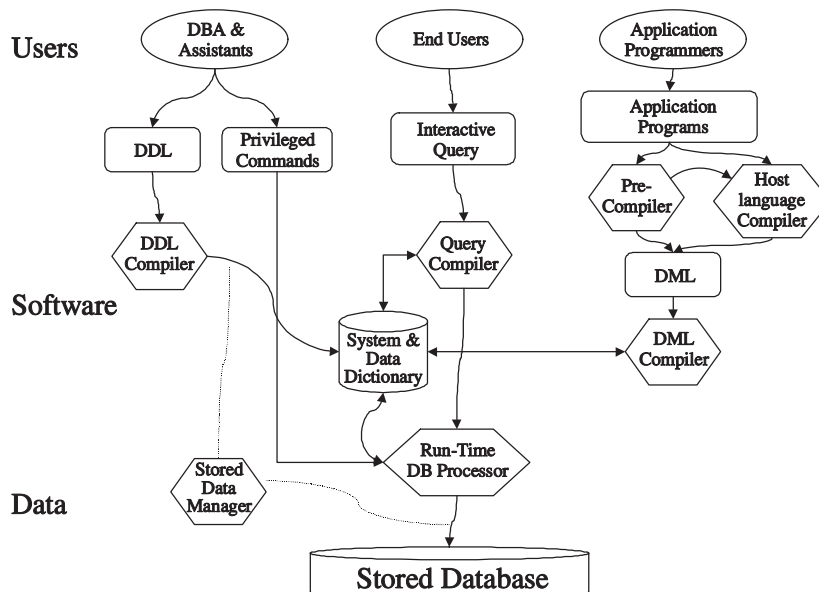 Users
DBA &
Assistants
End Users
Application
Programmers
DDL
Privileged
Commands
Interactive
Query
Application
Programs
Pre-
Compiler
Host
language
Compiler
DDL
Compiler
Query
Compiler
DML
Software
System &
Data
Dictionary
DML
Compiler
Run-Time
DB Processor
Stored
Data
Manager
Data
Stored Database